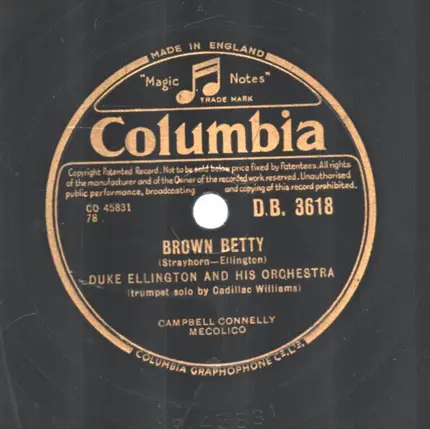 MADE IN ENGLAND
"Magic Notes"
TRADE MARK
Columbia
Copyright Patented Record. Not to be sold below price fixed by Patentees. All rights
of the manufacturer and of the Owner of the recorded work reserved. Unauthorised
public performance, broadcasting and copying of this record prohibited.
CO 45831
78 .
D.B. 3618
BROWN BETTY
(Strayhorn—Ellington)
DUKE ELLINGTON AND HIS ORCHESTRA
(trumpet solo by Cadillac Williams)
CAMPBELL CONNELLY
MECOLICO
COLUMBIA GRAPHOPHONE CO. LTD.
45831